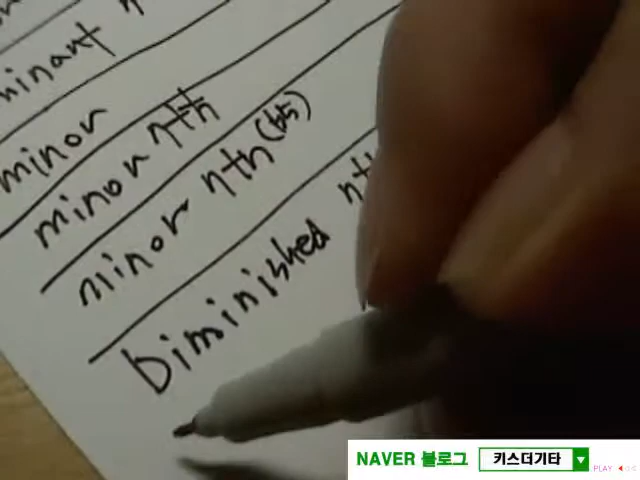 minant
minor
minor 7th
minor 7th(b5)
Diminished 7th
NAVER 블로그 키스더기타
PLAY